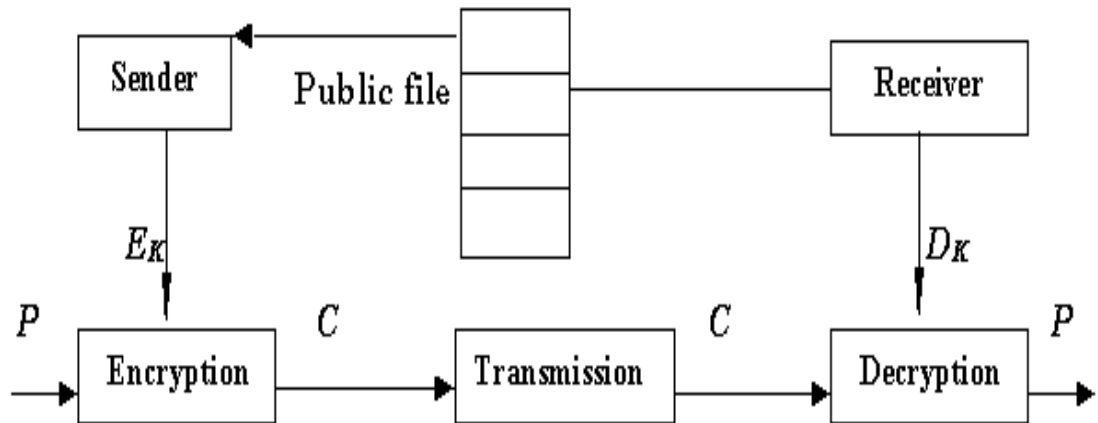 Sender
Public file
Receiver
EK
DK
P
C
C
P
Encryption
Transmission
Decryption